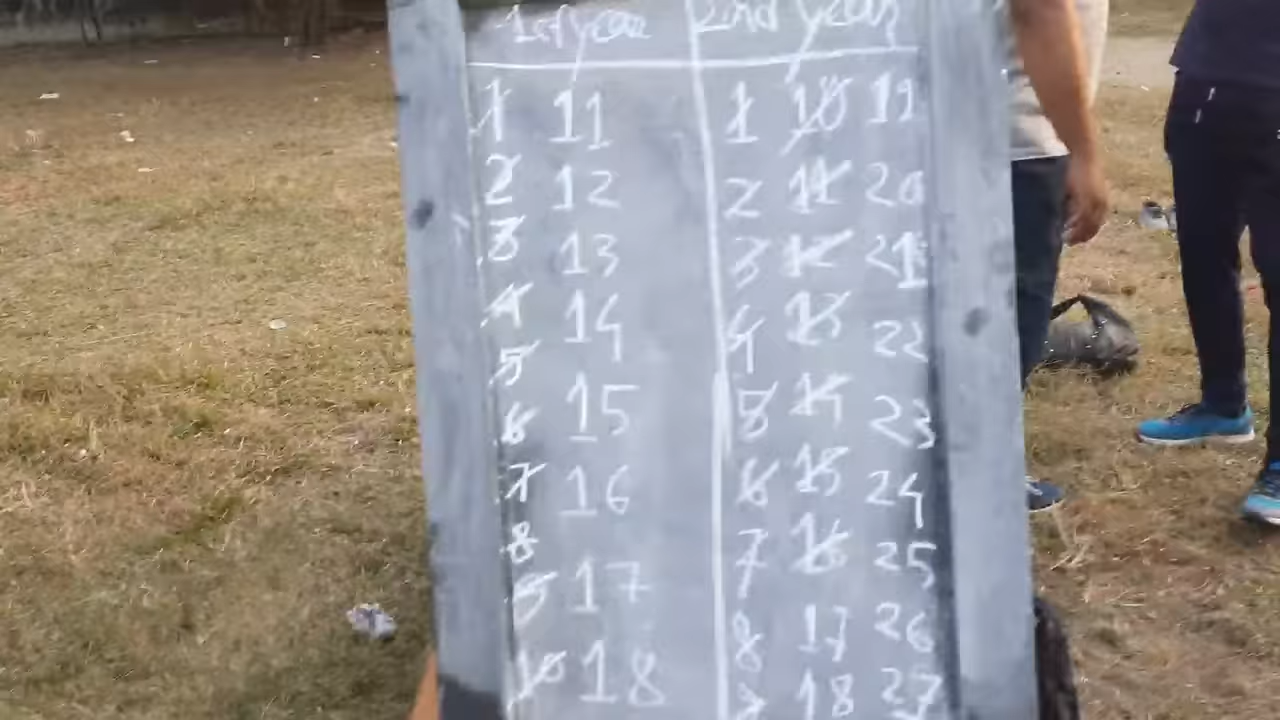 1st year 2nd year
1 11 1 10 19
2 12 2 11 20
3 13 3 12 21
4 14 4 13 22
5 15 5 14 23
6 16 6 15 24
7 17 7 16 25
8 18 8 17 26
9 9 18 27
10